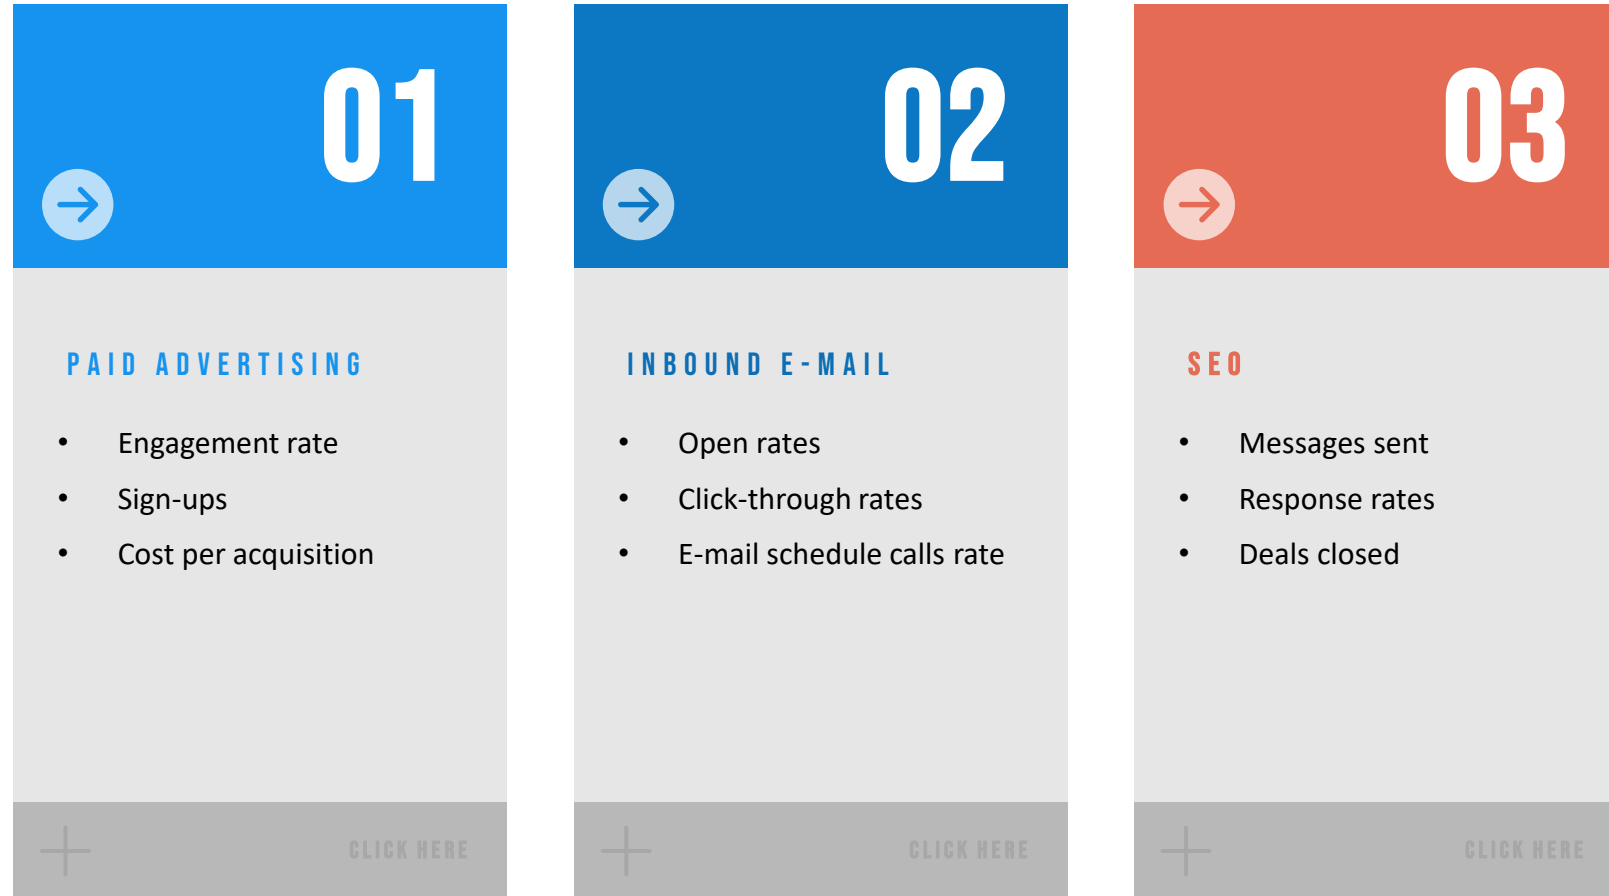 01
PAID ADVERTISING
• Engagement rate
• Sign-ups
• Cost per acquisition
CLICK HERE
02
INBOUND E-MAIL
• Open rates
• Click-through rates
• E-mail schedule calls rate
CLICK HERE
03
SEO
• Messages sent
• Response rates
• Deals closed
CLICK HERE